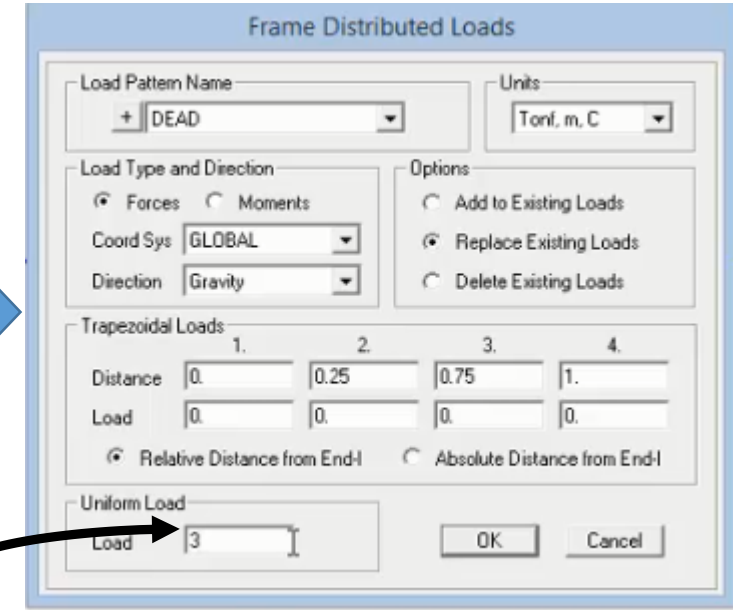 Frame Distributed Loads
Load Pattern Name
Units
+ DEAD
Tonf, m, C
Load Type and Direction
Options
Forces Moments
Add to Existing Loads
Coord Sys GLOBAL
Replace Existing Loads
Direction Gravity
Delete Existing Loads
Trapezoidal Loads
1. 2. 3. 4.
Distance 0. 0.25 0.75 1.
Load 0. 0. 0. 0.
Relative Distance from End-I Absolute Distance from End-I
Uniform Load
Load 3
OK Cancel